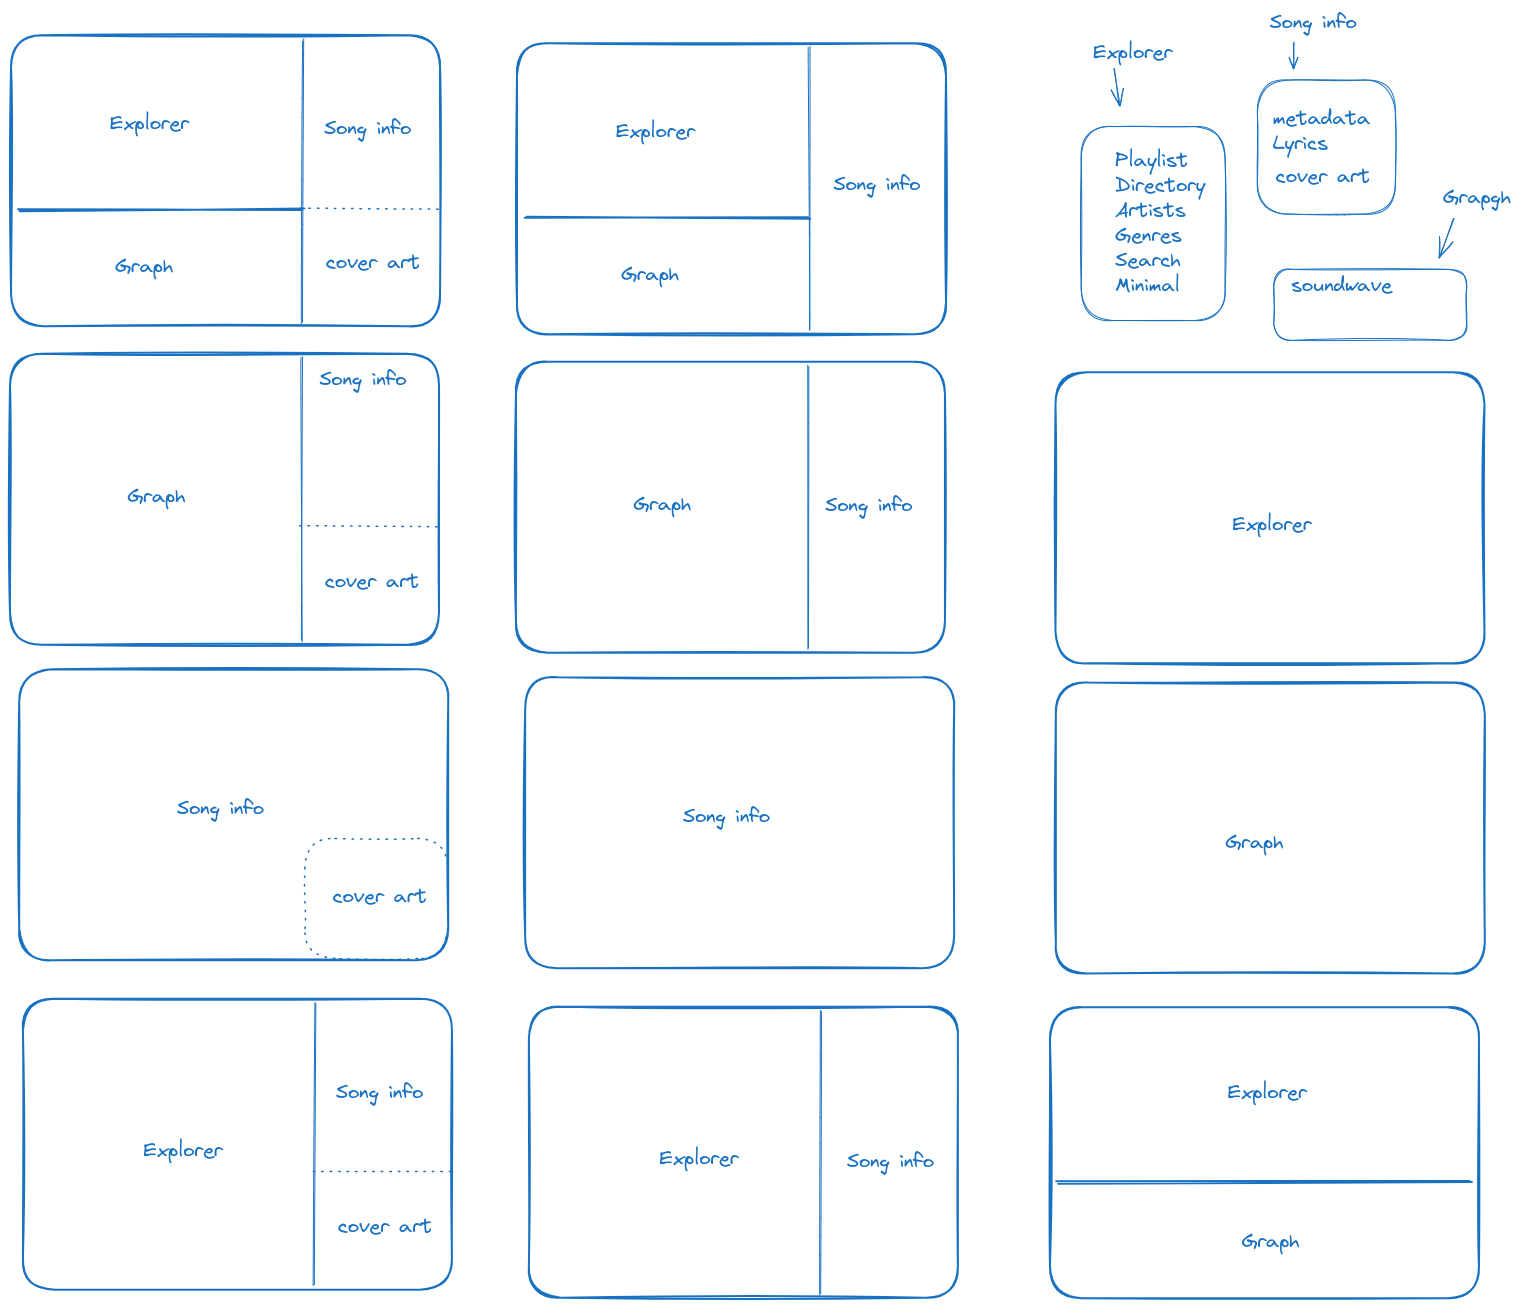 Explorer
Song info
Graph
cover art
Explorer
Song info
Graph
Explorer
Playlist
Directory
Artists
Genres
Search
Minimal
Song info
metadata
Lyrics
cover art
Grapgh
soundwave
Song info
Graph
cover art
Graph
Song info
Explorer
Song info
cover art
Song info
Graph
Explorer
Song info
cover art
Explorer
Song info
Explorer
Graph